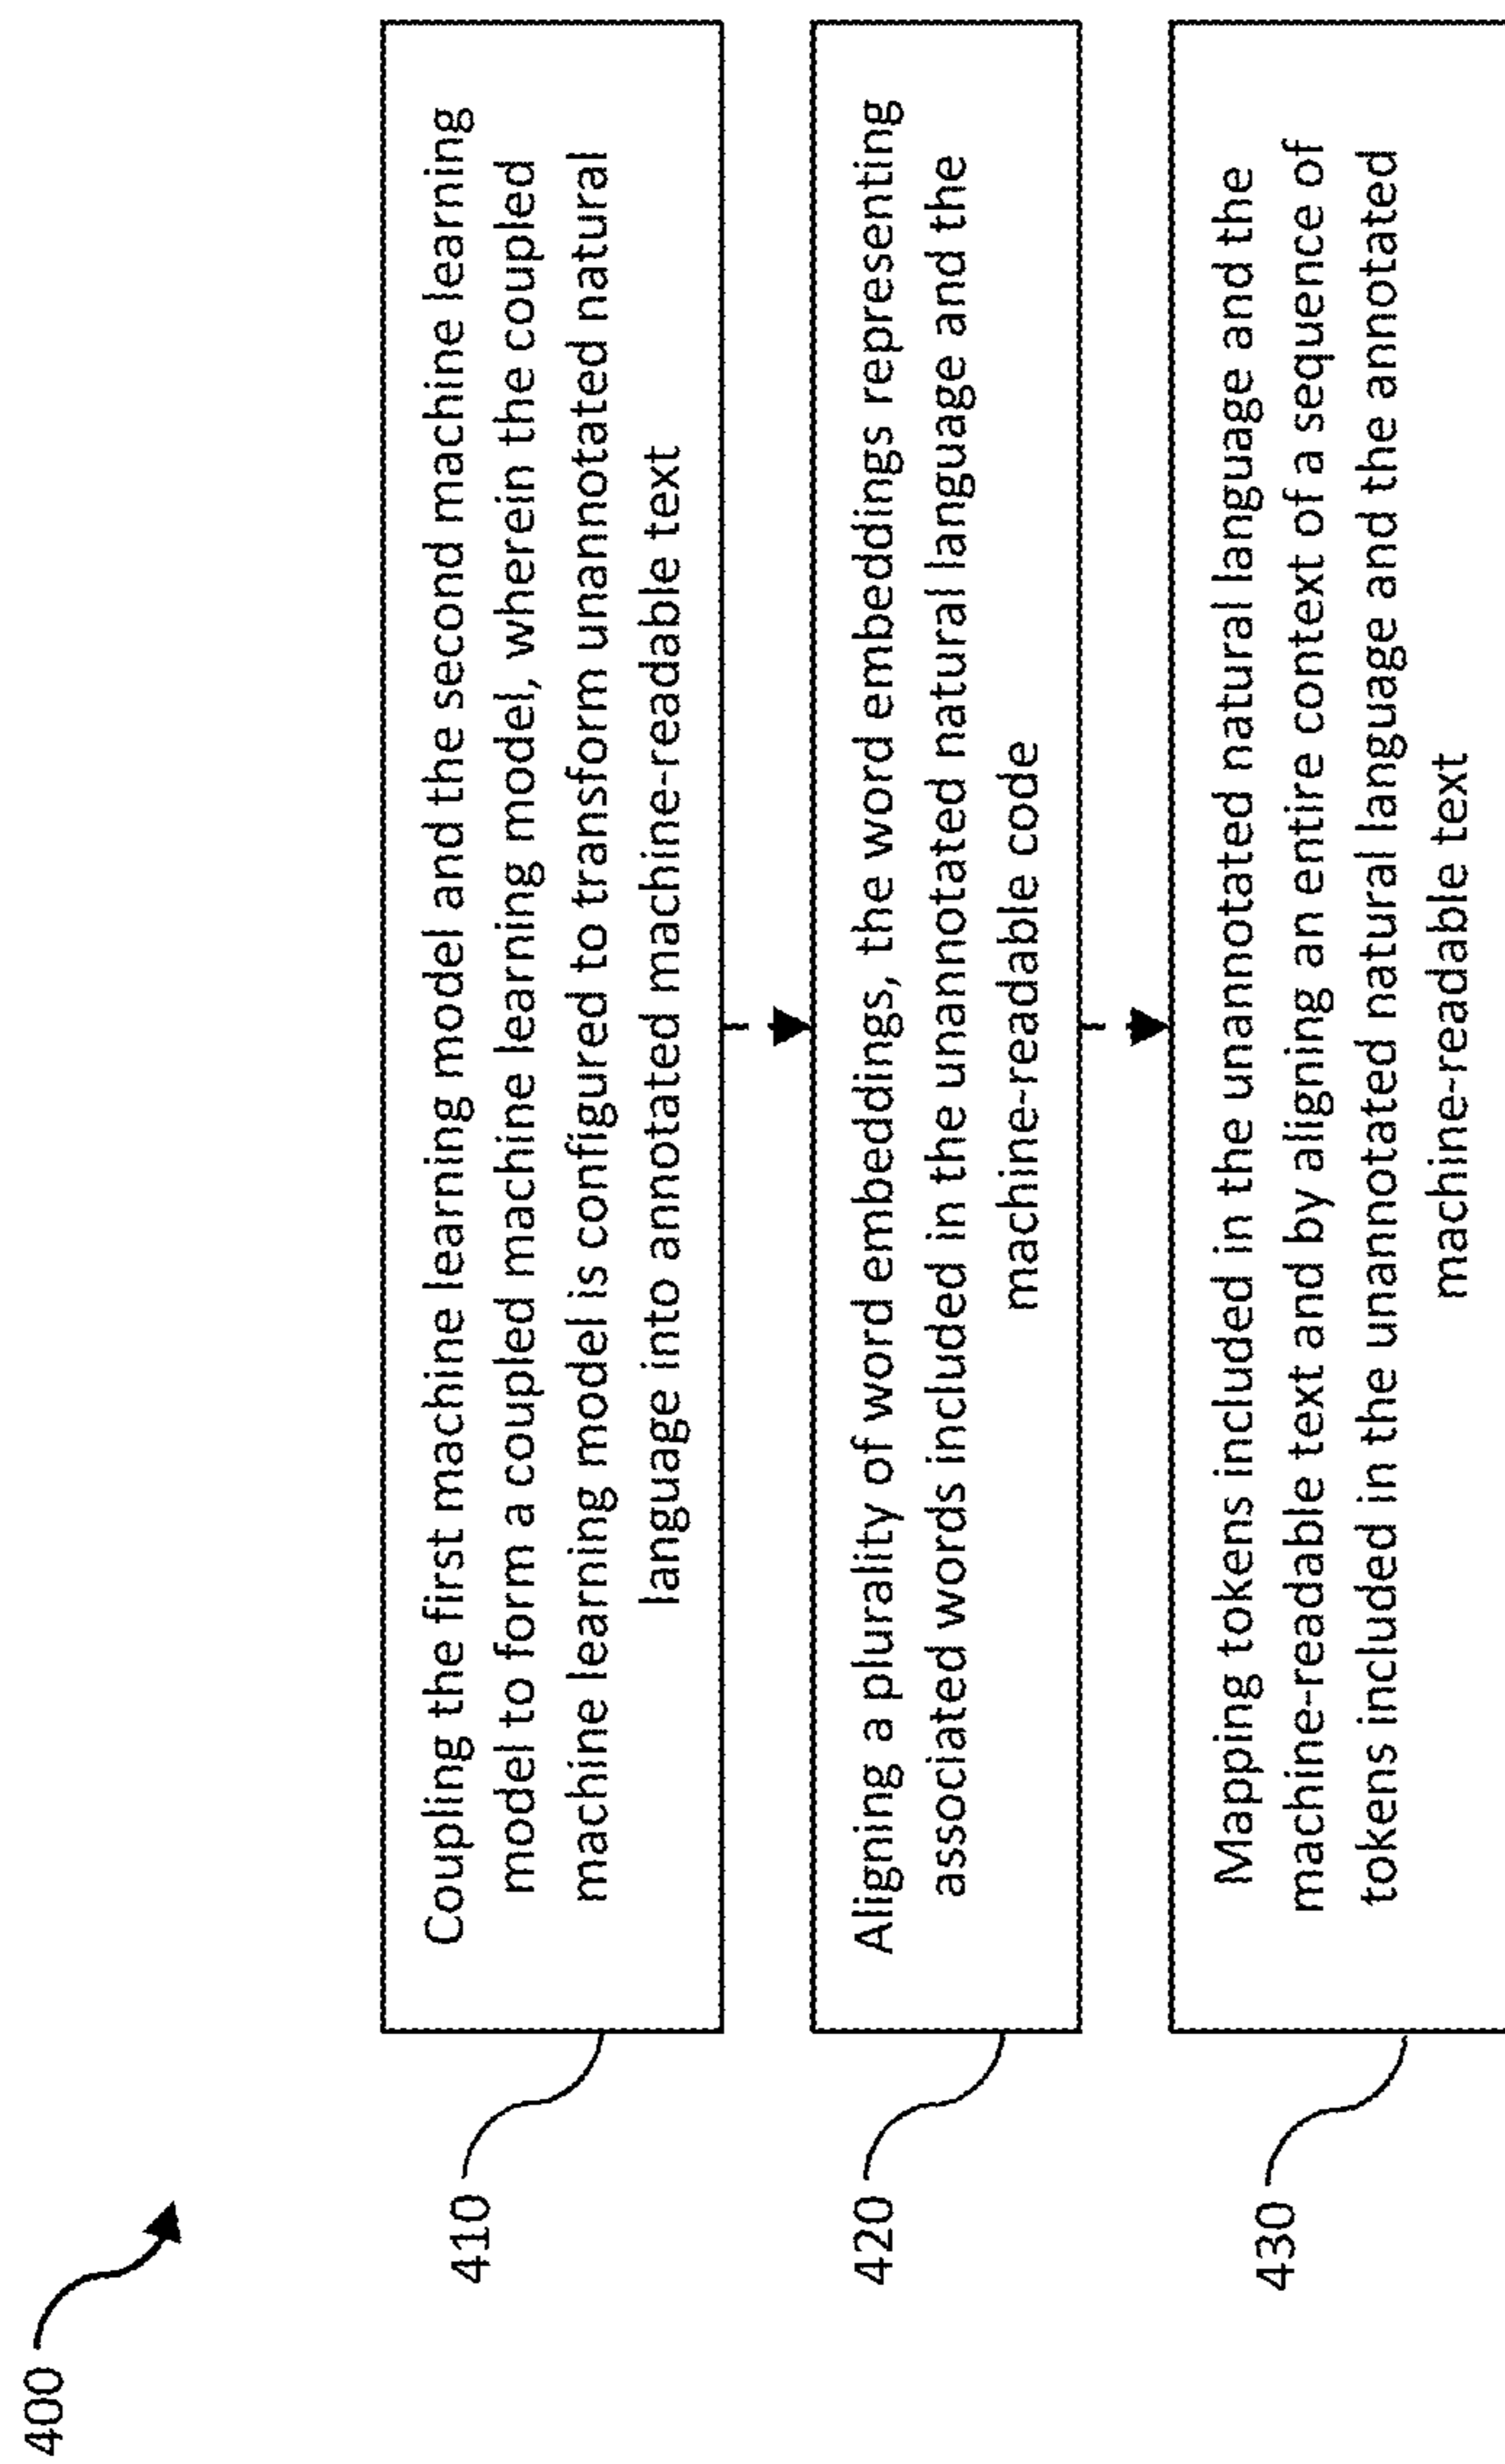 400
410
Coupling the first machine learning model and the second machine learning
model to form a coupled machine learning model, wherein the coupled
machine learning model is configured to transform unannotated natural
language into annotated machine-readable text
420
Aligning a plurality of word embeddings, the word embeddings representing
associated words included in the unannotated natural language and the
machine-readable code
430
Mapping tokens included in the unannotated natural language and the
machine-readable text and by aligning an entire context of a sequence of
tokens included in the unannotated natural language and the annotated
machine-readable text